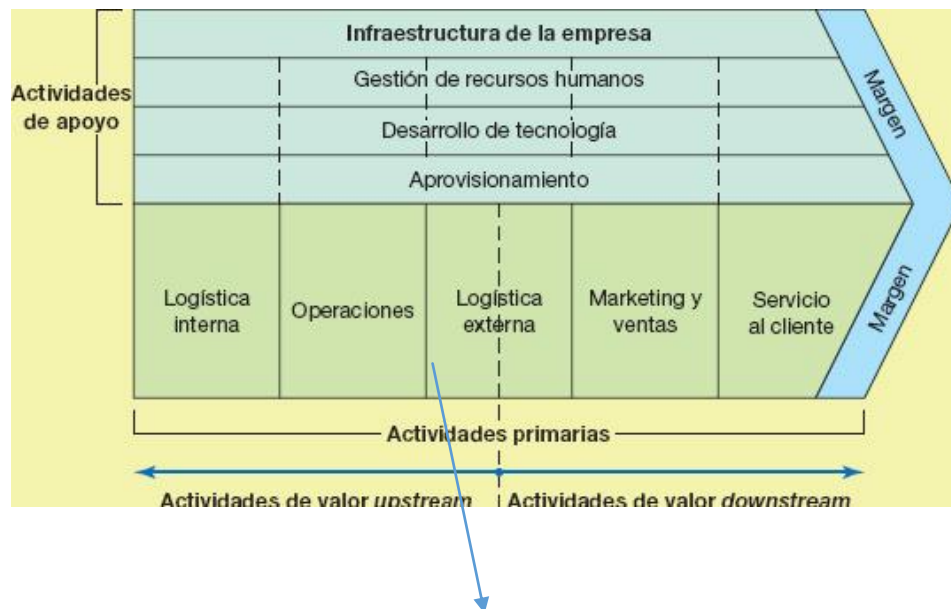 Infraestructura de la empresa
Gestión de recursos humanos
Actividades
de apoyo
Desarrollo de tecnología
Aprovisionamiento
Margen
Logística
interna
Operaciones
Logística
externa
Marketing y
ventas
Servicio
al cliente
Margen
Actividades primarias
Actividades de valor upstream
Actividades de valor downstream